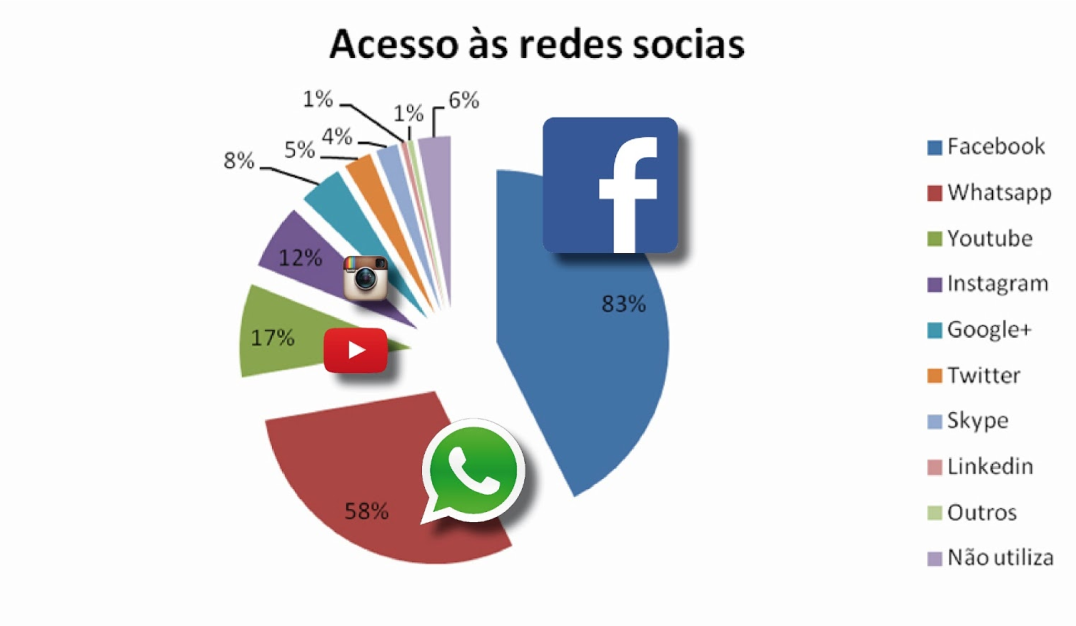 Acesso às redes socias
1%
1%
6%
4%
5%
8%
12%
17%
58%
83%
Facebook
Whatsapp
Youtube
Instagram
Google+
Twitter
Skype
Linkedin
Outros
Não utiliza